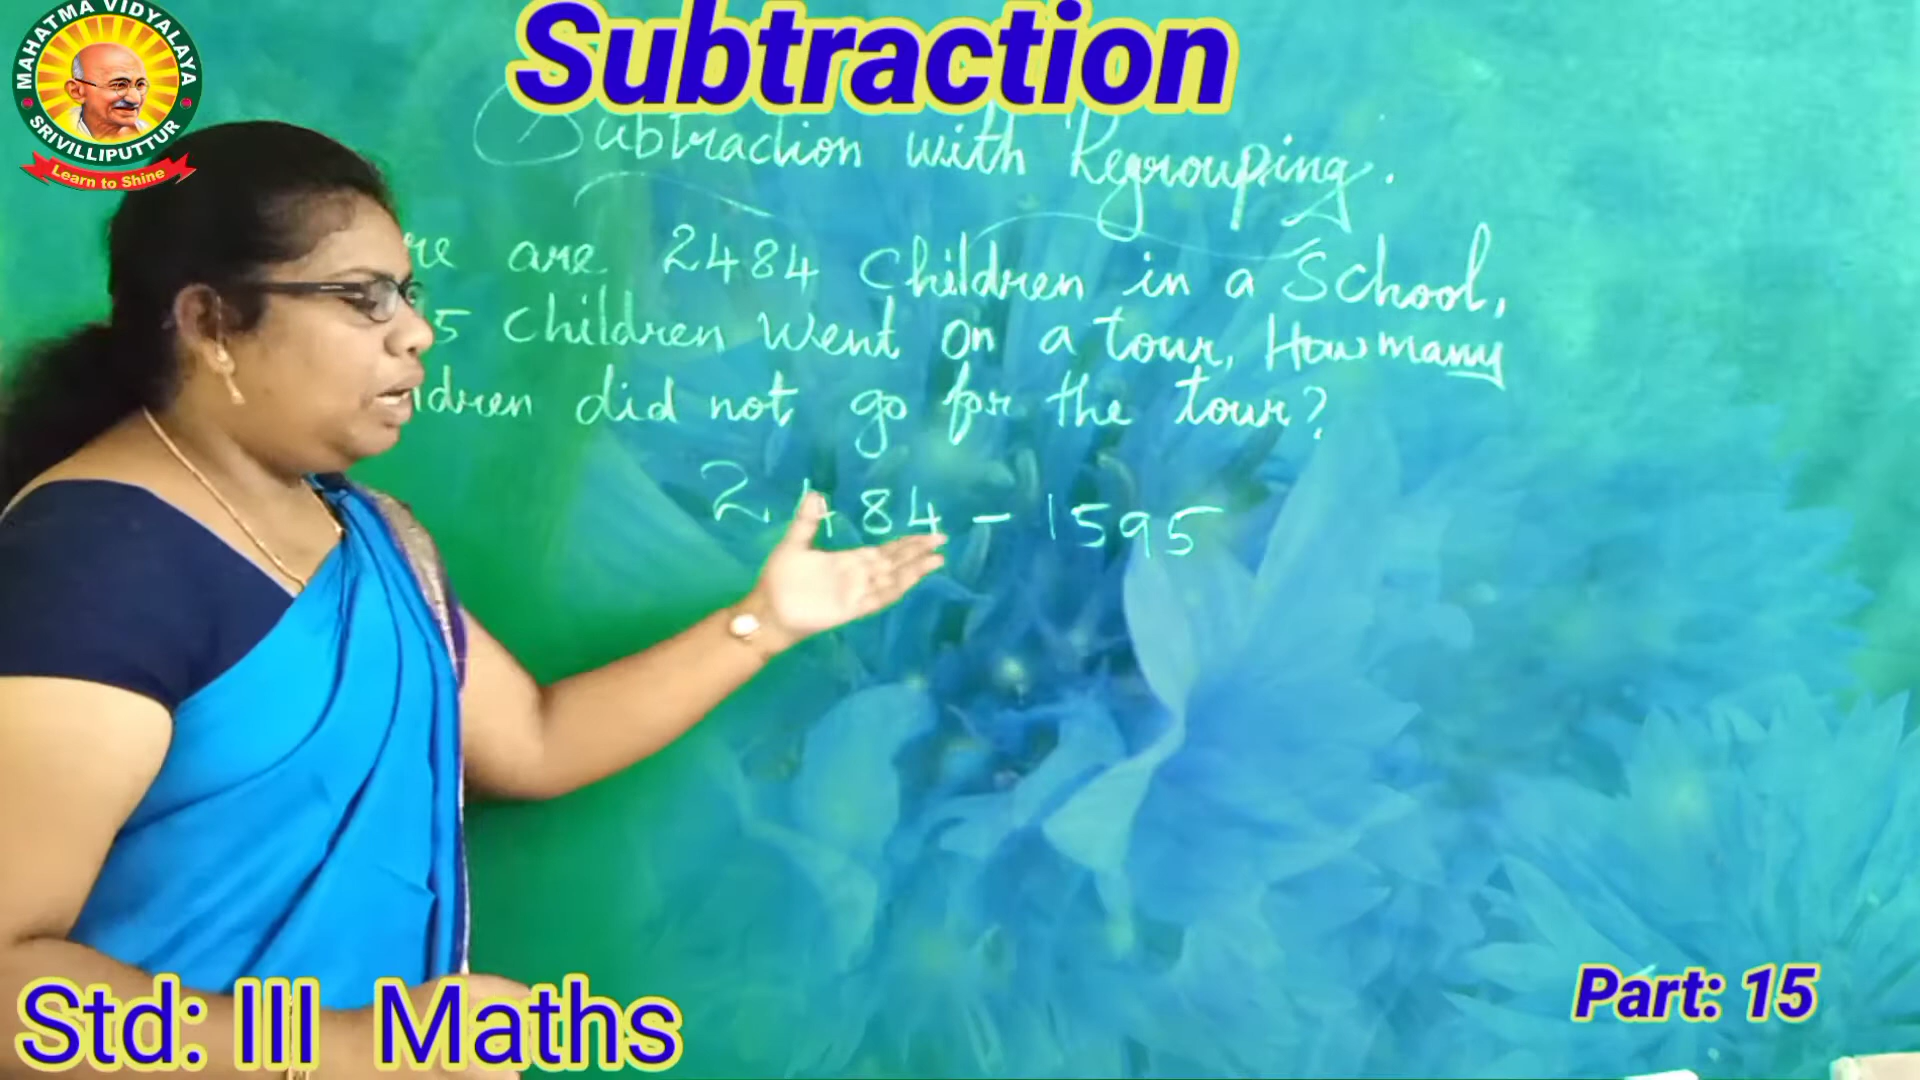 MAHATMA VIDYALAYA
SRIVILLIPUTTUR
Learn to Shine
Subtraction
Subtraction with Regrouping.
re are 2484 Children in a School,
5 Children Went On a tour, How many
ldren did not go for the tour?
2484 - 1595
Std: III Maths
Part: 15